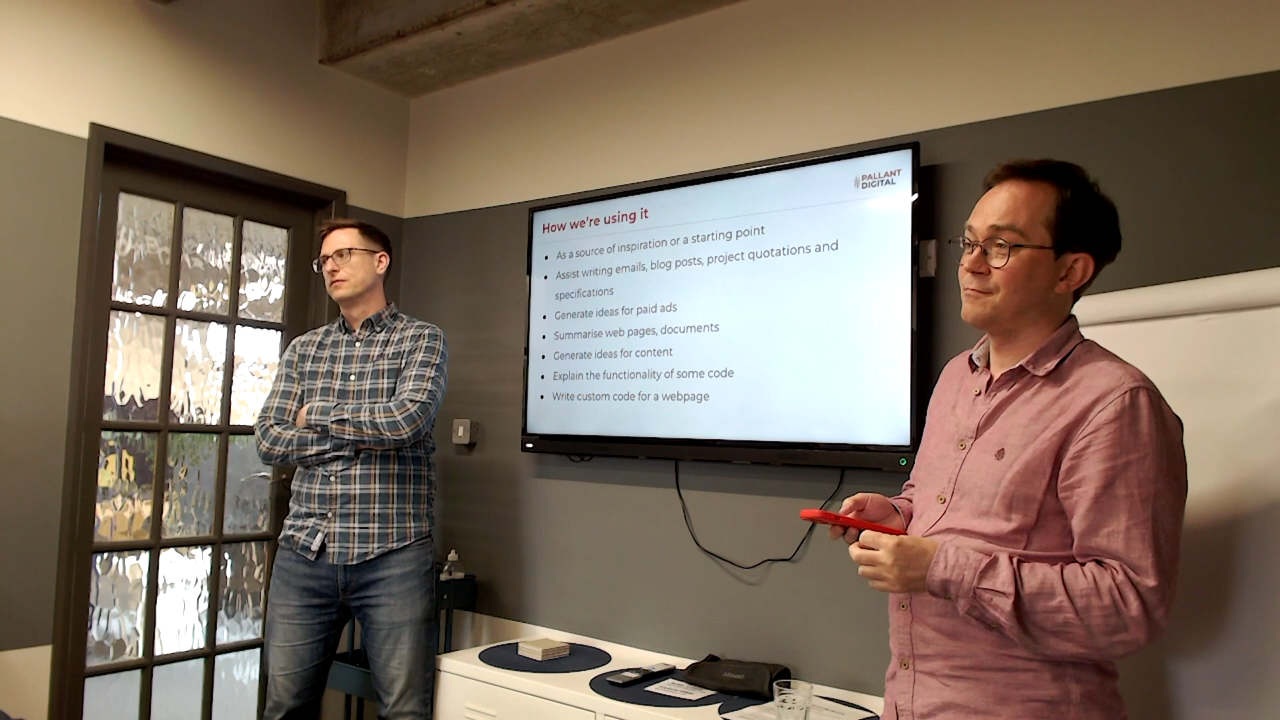 PALLANT
DIGITAL
How we're using it
As a source of inspiration or a starting point
Assist writing emails, blog posts, project quotations and
specifications
Generate ideas for paid ads
Summarise web pages, documents
Generate ideas for content
Explain the functionality of some code
Write custom code for a webpage